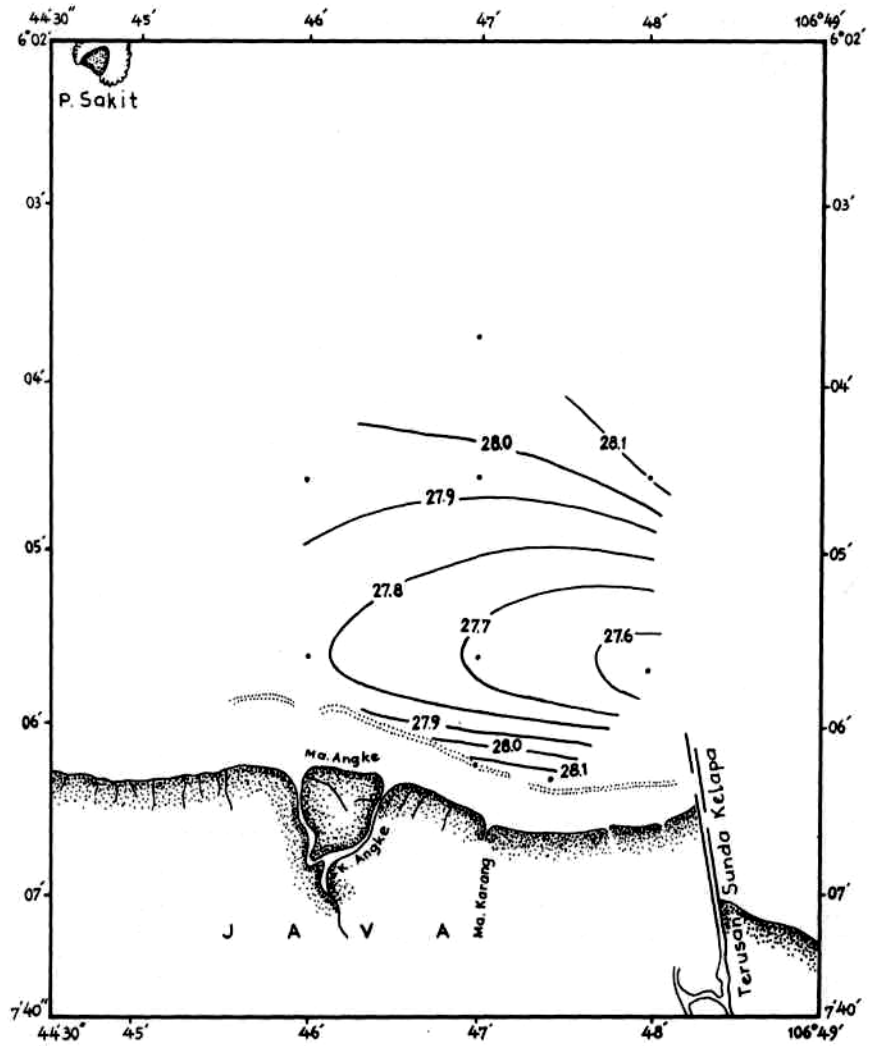 44'30" 45' 46' 47' 48' 106°49'
6°02' 6°02'
P. Sakit
03' 03'
04' 04'
28.0 28.1
27.9
05' 05'
27.8
27.7 27.6
06' 27.9 06'
28.0
28.1
Ma. Angke
K. Angke
Ma. Karang
Terusan Sunda Kelapa
07' 07'
J A V A
7'40" 7'40'
44'30" 45' 46' 47' 48' 106°49'